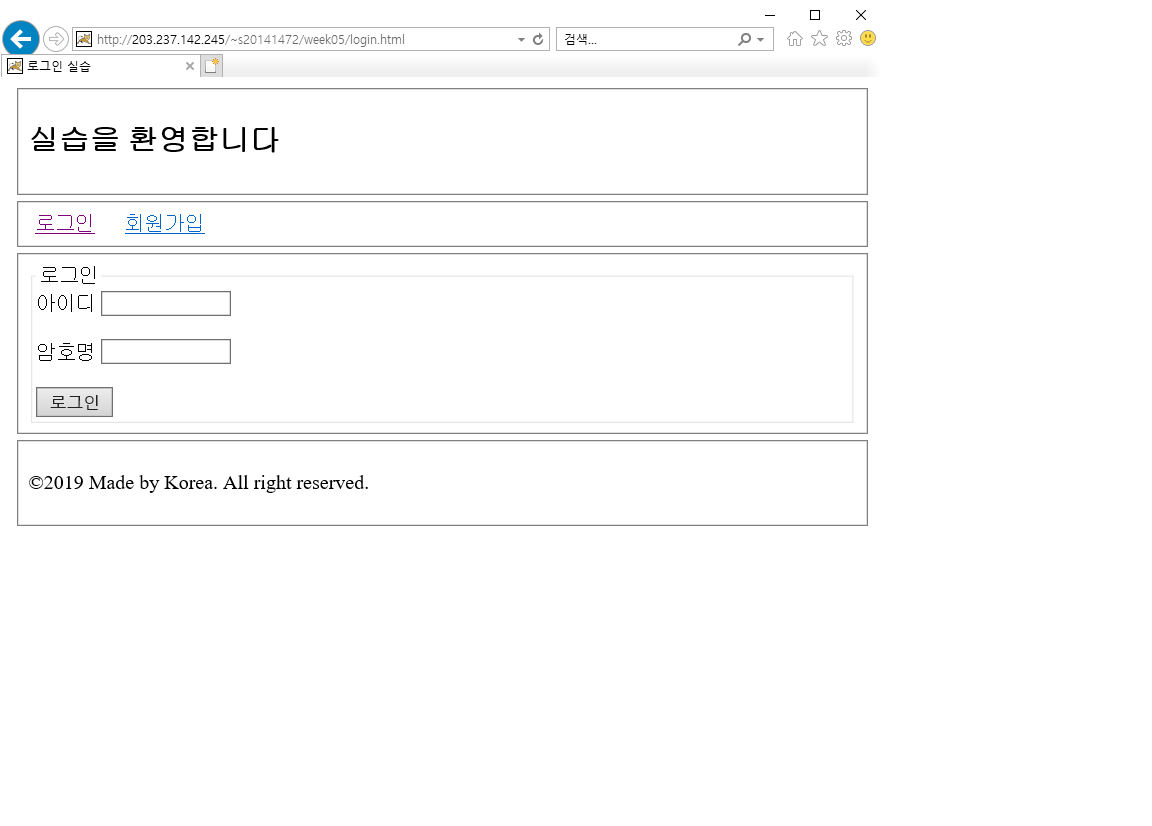 http://203.237.142.245/~s20141472/week05/login.html
검색...
로그인 실습
실습을 환영합니다
로그인 회원가입
로그인
아이디
암호명
로그인
©2019 Made by Korea. All right reserved.